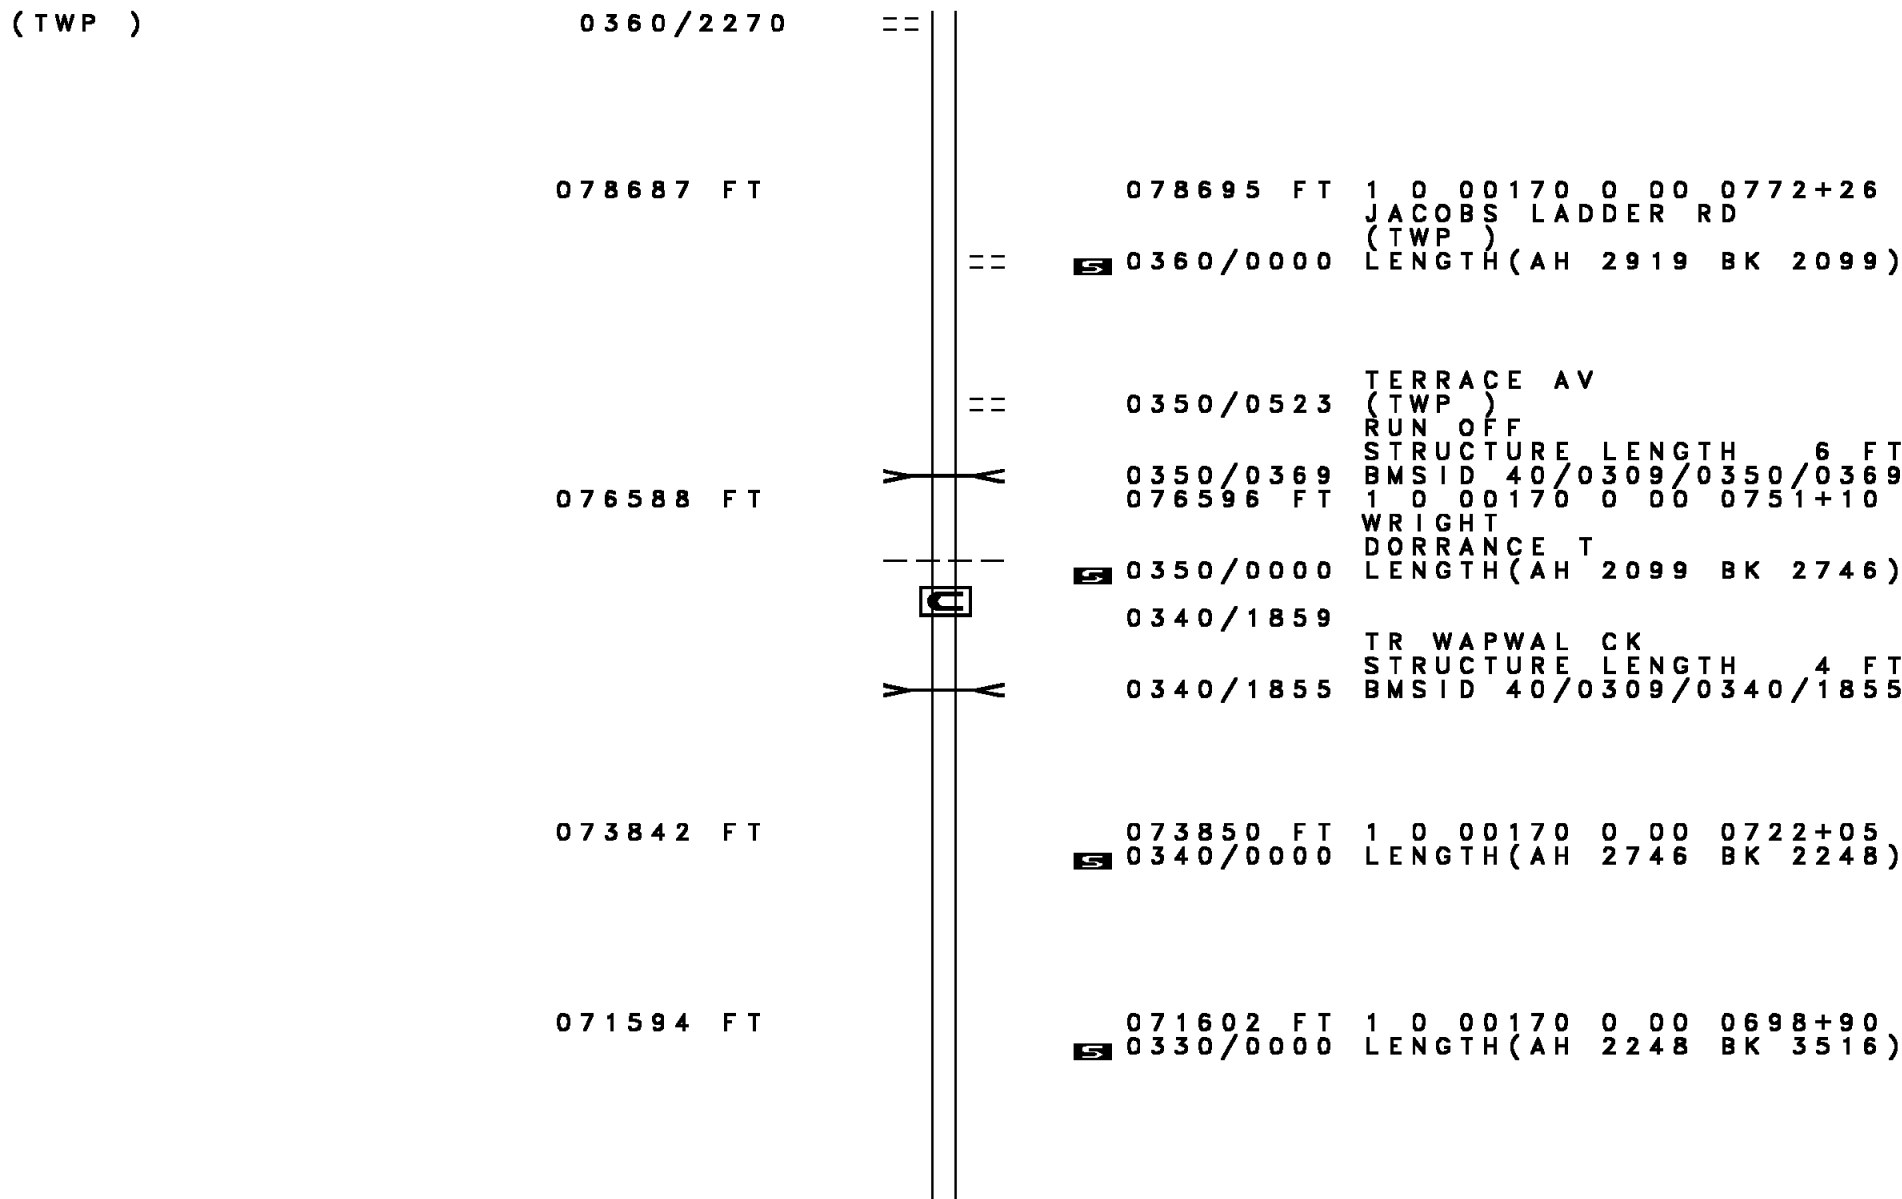 (TWP ) 0360/2270
078687 FT 078695 FT 1 0 00170 0 00 0772+26
JACOBS LADDER RD
(TWP )
S 0360/0000 LENGTH(AH 2919 BK 2099)
TERRACE AV
0350/0523 (TWP )
RUN OFF
STRUCTURE LENGTH 6 FT
0350/0369 BMSID 40/0309/0350/0369
076588 FT 076596 FT 1 0 00170 0 00 0751+10
WRIGHT
DORRANCE T
S 0350/0000 LENGTH(AH 2099 BK 2746)
0340/1859
TR WAPWAL CK
STRUCTURE LENGTH 4 FT
0340/1855 BMSID 40/0309/0340/1855
073842 FT 073850 FT 1 0 00170 0 00 0722+05
S 0340/0000 LENGTH(AH 2746 BK 2248)
071594 FT 071602 FT 1 0 00170 0 00 0698+90
S 0330/0000 LENGTH(AH 2248 BK 3516)